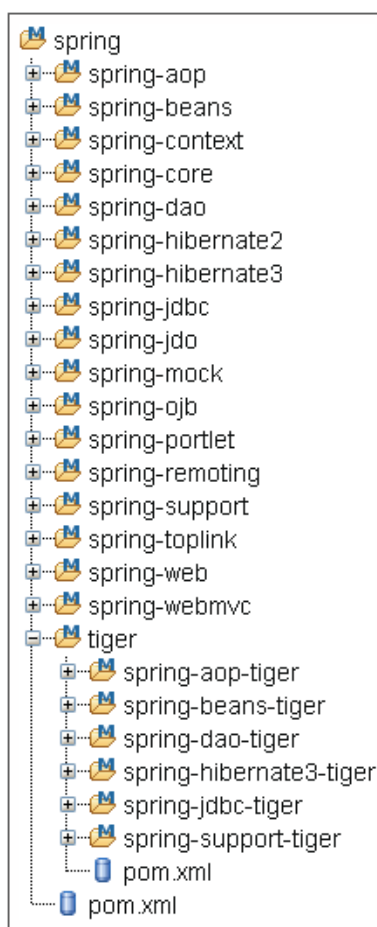 spring
spring-aop
spring-beans
spring-context
spring-core
spring-dao
spring-hibernate2
spring-hibernate3
spring-jdbc
spring-jdo
spring-mock
spring-ojb
spring-portlet
spring-remoting
spring-support
spring-toplink
spring-web
spring-webmvc
tiger
spring-aop-tiger
spring-beans-tiger
spring-dao-tiger
spring-hibernate3-tiger
spring-jdbc-tiger
spring-support-tiger
pom.xml
pom.xml